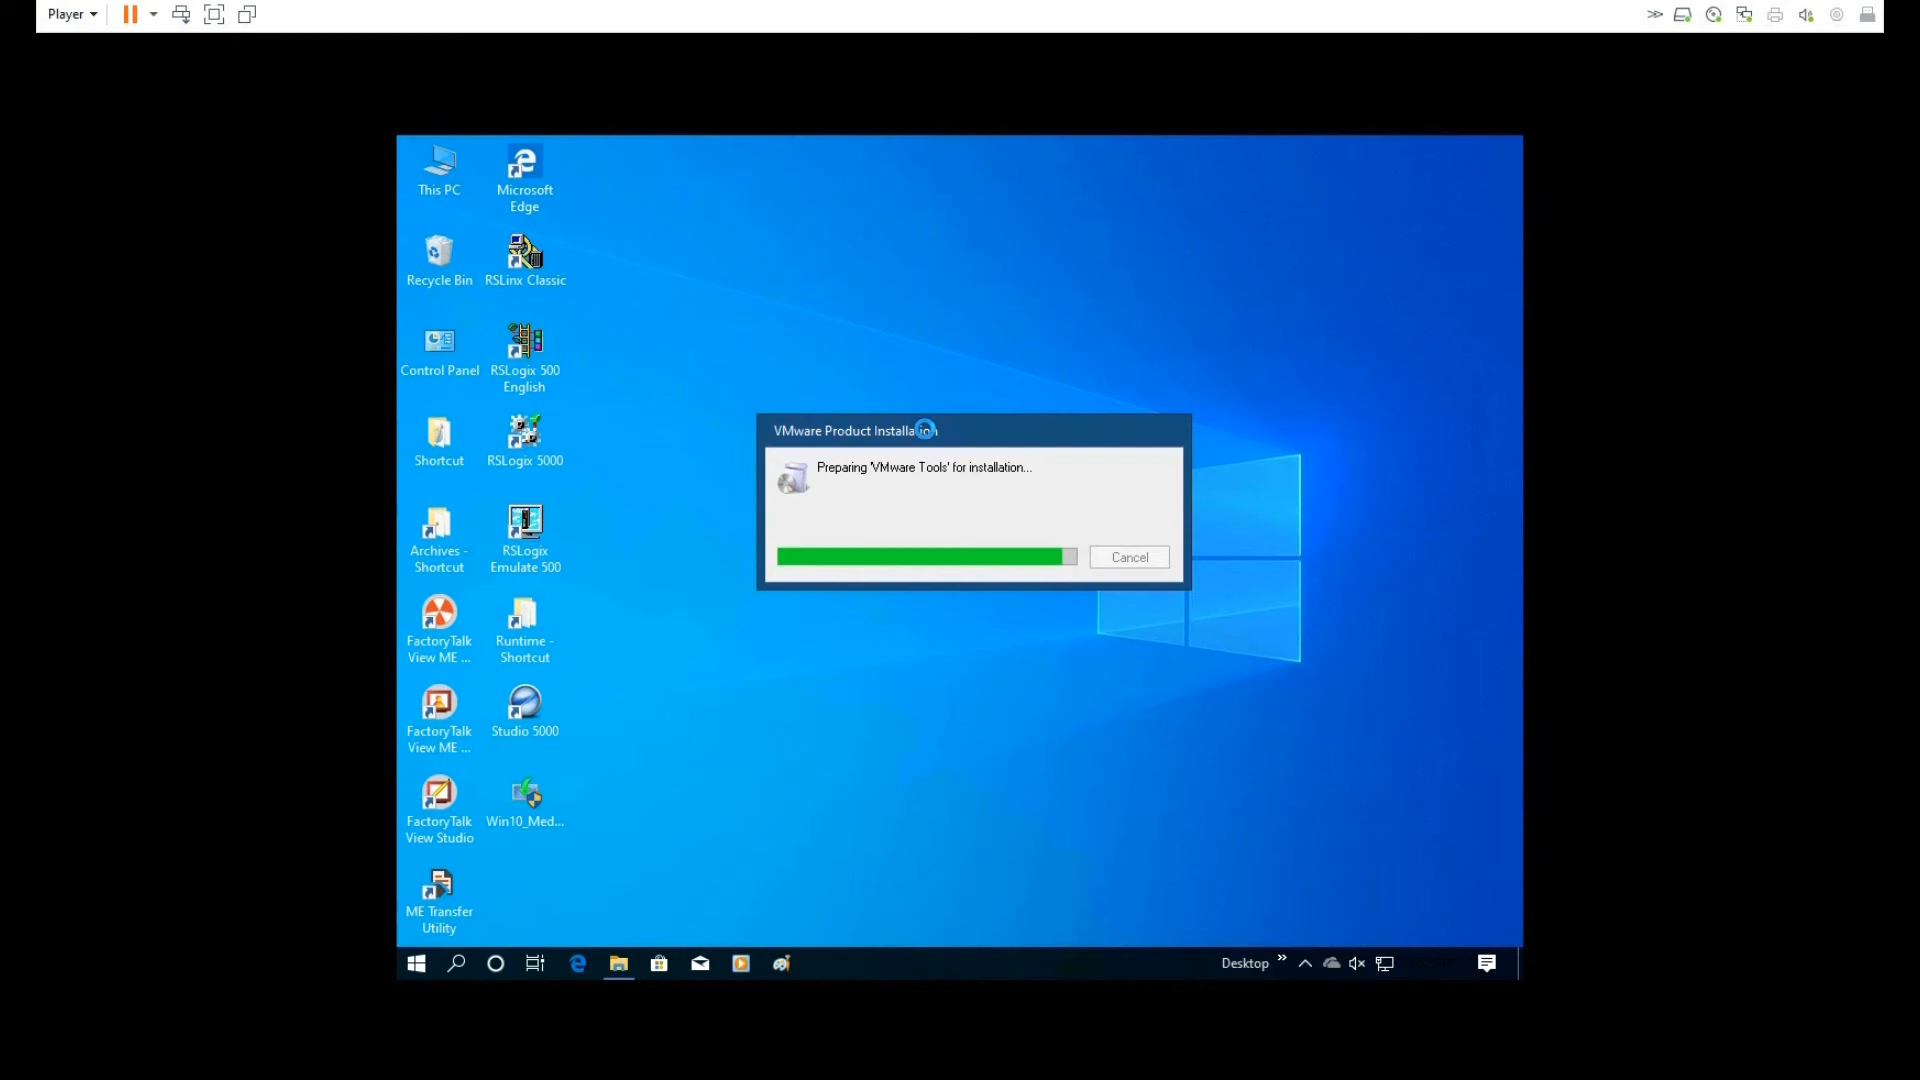 Player
This PC
Microsoft
Edge
Recycle Bin
RSLinx Classic
Control Panel
RSLogix 500
English
Shortcut
RSLogix 5000
Archives -
Shortcut
RSLogix
Emulate 500
FactoryTalk
View ME ...
Runtime -
Shortcut
FactoryTalk
View ME ...
Studio 5000
FactoryTalk
View Studio
Win10_Med...
ME Transfer
Utility
VMware Product Installation
Preparing 'VMware Tools' for installation...
Cancel
Desktop